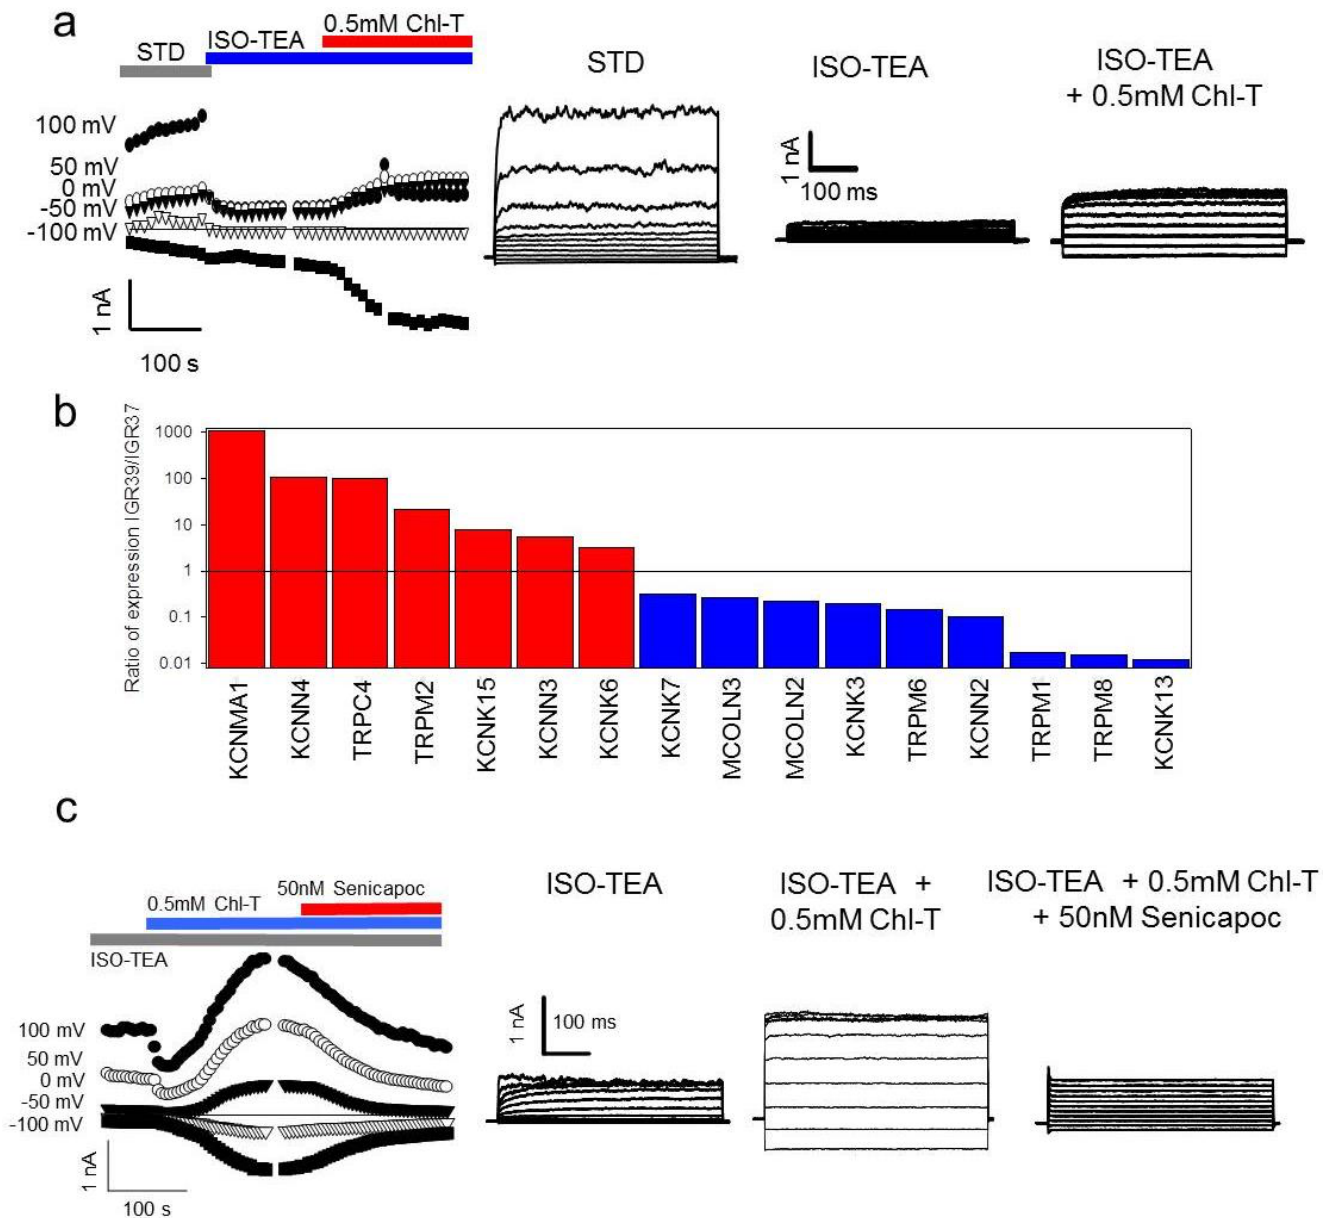 a
0.5mM Chl-T
STD
ISO-TEA
100 mV
50 mV
0 mV
-50 mV
-100 mV
1 nA
100 s
STD
ISO-TEA
1 nA
100 ms
ISO-TEA
+ 0.5mM Chl-T
b
Ratio of expression IGR39/IGR37
1000
100
10
1
0.1
0.01
KCNMA1
KCNN4
TRPC4
TRPM2
KCNK15
KCNN3
KCNK6
KCNK7
MCOLN3
MCOLN2
KCNK3
TRPM6
KCNN2
TRPM1
TRPM8
KCNK13
c
50nM Senicapoc
0.5mM Chl-T
ISO-TEA
100 mV
50 mV
0 mV
-50 mV
-100 mV
1 nA
100 s
ISO-TEA
1 nA
100 ms
ISO-TEA +
0.5mM Chl-T
ISO-TEA + 0.5mM Chl-T
+ 50nM Senicapoc